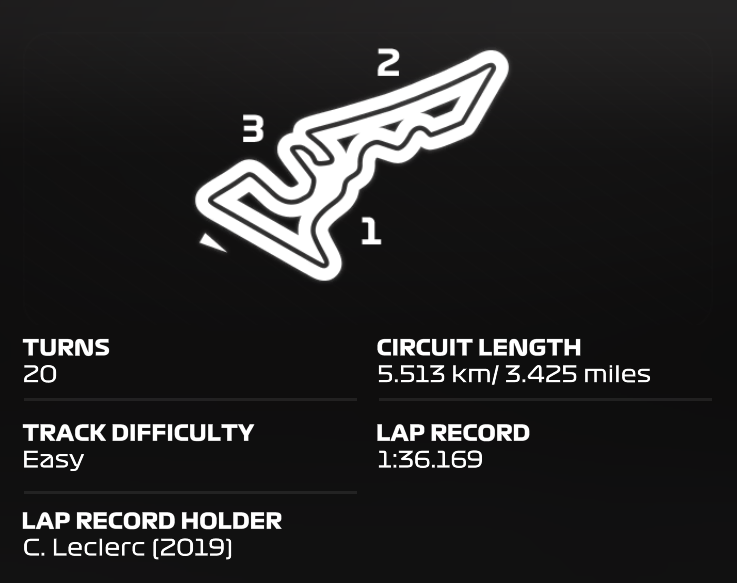 2
3
1
TURNS
20
CIRCUIT LENGTH
5.513 km/ 3.425 miles
TRACK DIFFICULTY
Easy
LAP RECORD
1:36.169
LAP RECORD HOLDER
C. Leclerc (2019)